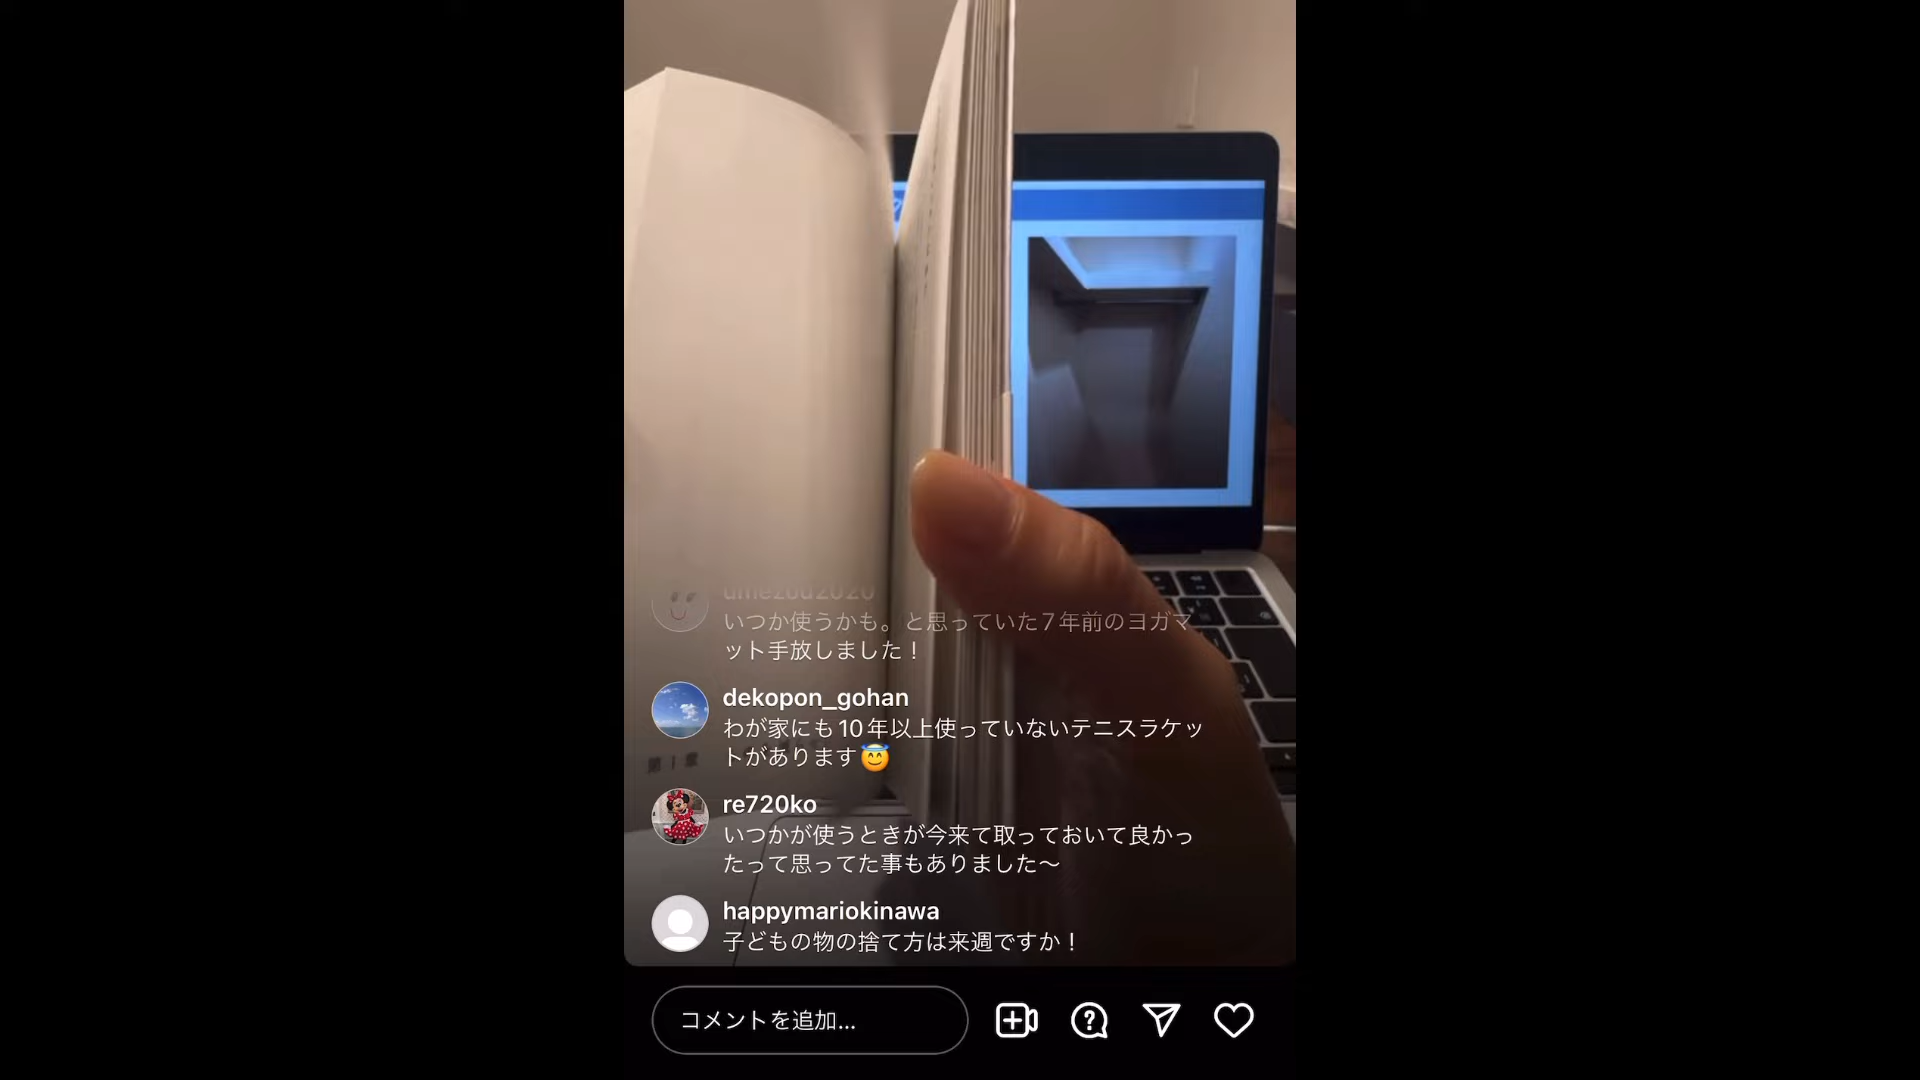 umezou2020
いつか使うかも。と思っていた7年前のヨガマ
ット手放しました！
dekopon_gohan
わが家にも10年以上使っていないテニスラケッ
トがあります😇
第1章
re720ko
いつかが使うときが今来て取っておいて良かっ
たって思ってた事もありました〜
happymariokinawa
子どもの物の捨て方は来週ですか！
コメントを追加...